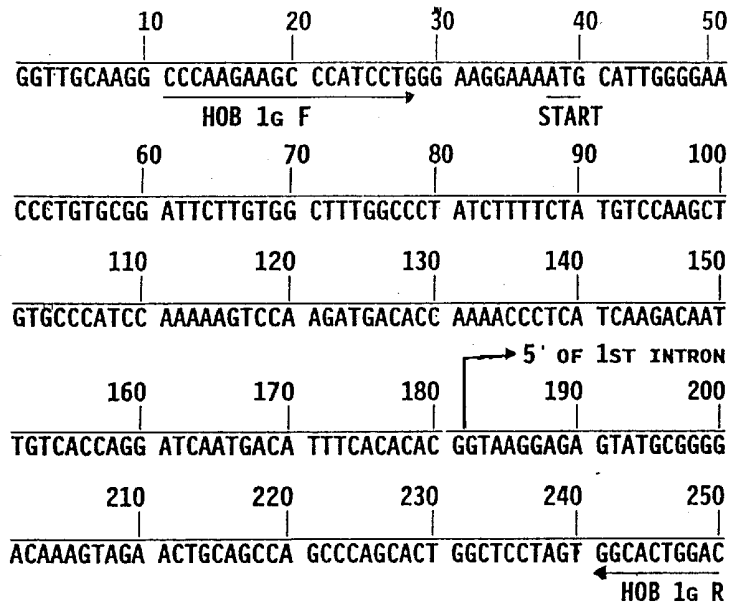 10 20 30 40 50
GGTTGCAAGG CCCAAGAAGC CCATCCTGGG AAGGAAAATG CATTGGGGAA
HOB 1G F START
60 70 80 90 100
CCCTGTGCGG ATTCTTGTGG CTTTGGCCCT ATCTTTTCTA TGTCCAAGCT
110 120 130 140 150
GTGCCCATCC AAAAAGTCCA AGATGACACC AAAACCCTCA TCAAGACAAT
5' OF 1ST INTRON
160 170 180 190 200
TGTCACCAGG ATCAATGACA TTTCACACAC GGTAAGGAGA GTATGCGGGG
210 220 230 240 250
ACAAAGTAGA ACTGCAGCCA GCCCAGCACT GGCTCCTAGT GGCACTGGAC
HOB 1G R